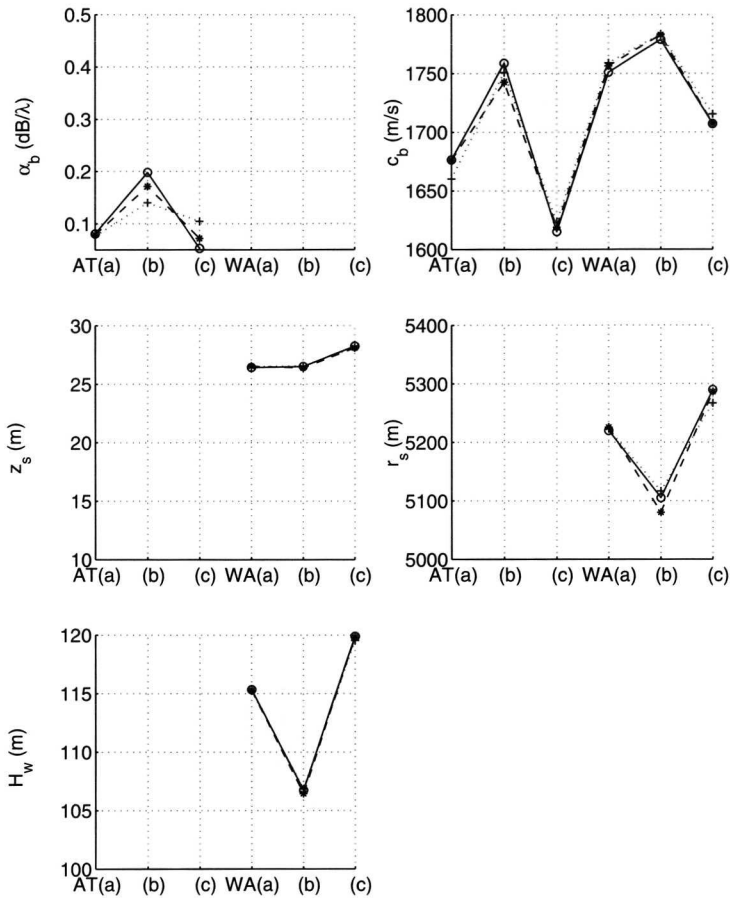 0.5
0.4
0.3
0.2
0.1
α_b (dB/λ)
AT(a) (b) (c) WA(a) (b) (c)
1800
1750
1700
1650
1600
c_b (m/s)
AT(a) (b) (c) WA(a) (b) (c)
30
25
20
15
10
z_s (m)
AT(a) (b) (c) WA(a) (b) (c)
5400
5300
5200
5100
5000
r_s (m)
AT(a) (b) (c) WA(a) (b) (c)
120
115
110
105
100
H_w (m)
AT(a) (b) (c) WA(a) (b) (c)